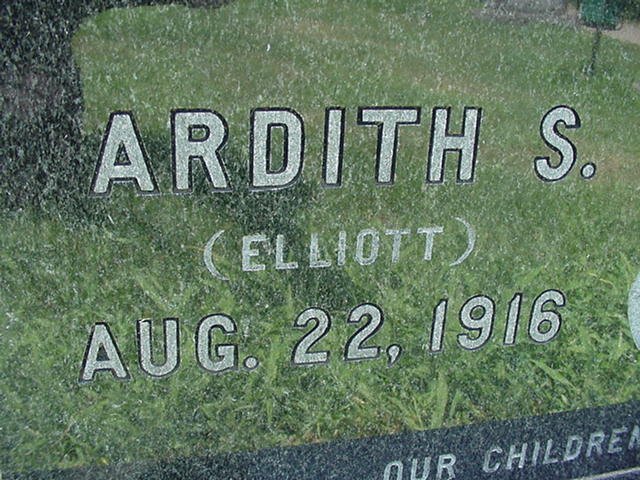 ARDITH S.
(ELLIOTT)
AUG. 22, 1916
OUR CHILDREN